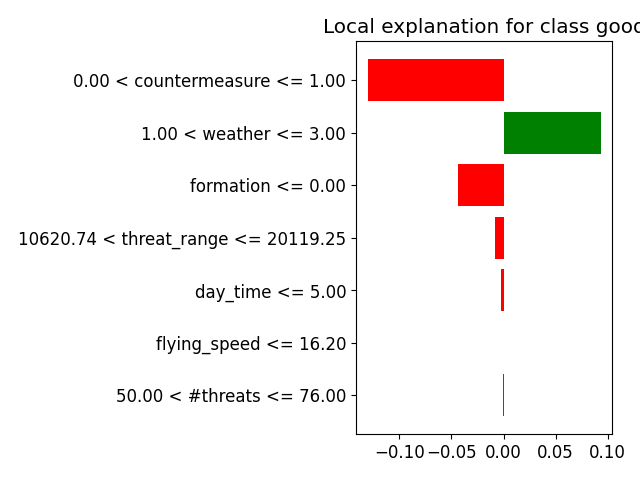 Local explanation for class good
0.00 < countermeasure <= 1.00
1.00 < weather <= 3.00
formation <= 0.00
10620.74 < threat_range <= 20119.25
day_time <= 5.00
flying_speed <= 16.20
50.00 < #threats <= 76.00
−0.10 −0.05 0.00 0.05 0.10